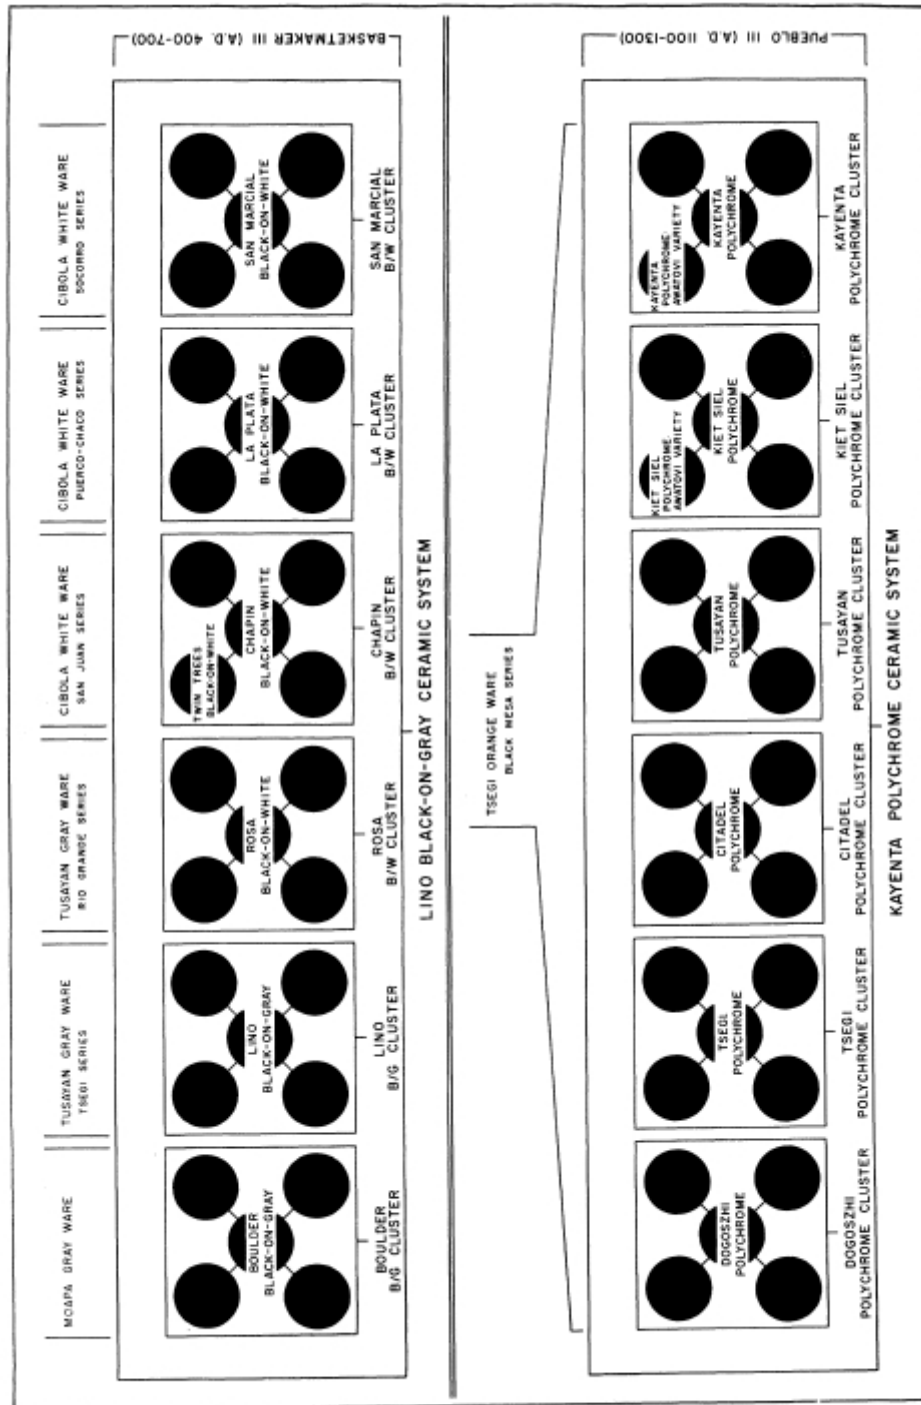 MOAPA GRAY WARE
TUSAYAN GRAY WARE
TSEGI SERIES
TUSAYAN GRAY WARE
RIO GRANDE SERIES
CIBOLA WHITE WARE
SAN JUAN SERIES
CIBOLA WHITE WARE
PUERCO-CHACO SERIES
CIBOLA WHITE WARE
SOCORRO SERIES
BASKETMAKER III (A.D. 400-700)
BOULDER
BLACK-ON-GRAY
LINO
BLACK-ON-GRAY
ROSA
BLACK-ON-WHITE
TWIN TREES
BLACK-ON-WHITE
CHAPIN
BLACK-ON-WHITE
LA PLATA
BLACK-ON-WHITE
SAN MARCIAL
BLACK-ON-WHITE
BOULDER
B/G CLUSTER
LINO
B/G CLUSTER
ROSA
B/W CLUSTER
CHAPIN
B/W CLUSTER
LA PLATA
B/W CLUSTER
SAN MARCIAL
B/W CLUSTER
LINO BLACK-ON-GRAY CERAMIC SYSTEM
TSEGI ORANGE WARE
BLACK MESA SERIES
PUEBLO III (A.D. 1100-1300)
DOGOSZHI
POLYCHROME
TSEGI
POLYCHROME
CITADEL
POLYCHROME
TUSAYAN
POLYCHROME
KIET SIEL
POLYCHROME:
AWATOVI VARIETY
KIET SIEL
POLYCHROME
KAYENTA
POLYCHROME:
AWATOVI VARIETY
KAYENTA
POLYCHROME
DOGOSZHI
POLYCHROME CLUSTER
TSEGI
POLYCHROME CLUSTER
CITADEL
POLYCHROME CLUSTER
TUSAYAN
POLYCHROME CLUSTER
KIET SIEL
POLYCHROME CLUSTER
KAYENTA
POLYCHROME CLUSTER
KAYENTA POLYCHROME CERAMIC SYSTEM